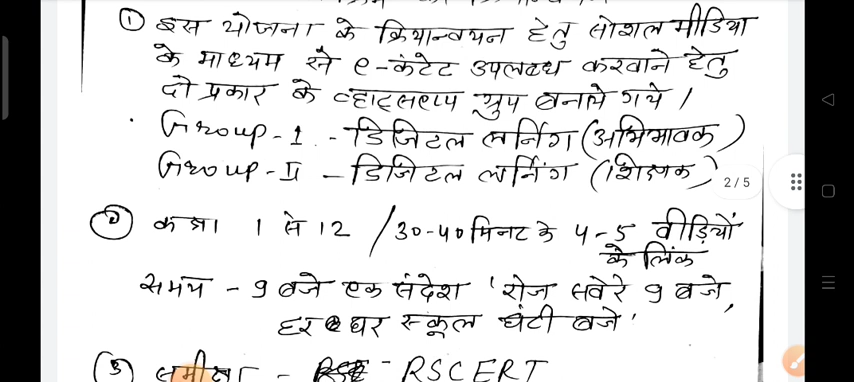 ① इस योजना के क्रियान्वयन हेतु सोशल मीडिया
के माध्यम से e-कंटेट उपलब्ध करवाने हेतु
दो प्रकार के व्हाट्सएप ग्रुप बनाये गये।
Group-I - डिजिटल लर्निंग (अभिभावक)
Group-II - डिजिटल लर्निंग (शिक्षक)
2/5
② कक्षा 1 से 12 / 30-40 मिनट के 4-5 वीडियों
के लिंक
समय - 9 बजे एक संदेश 'रोज सवेरे 9 बजे,
हर घर स्कूल घंटी बजे'
③ समीक्षा - RSCERT